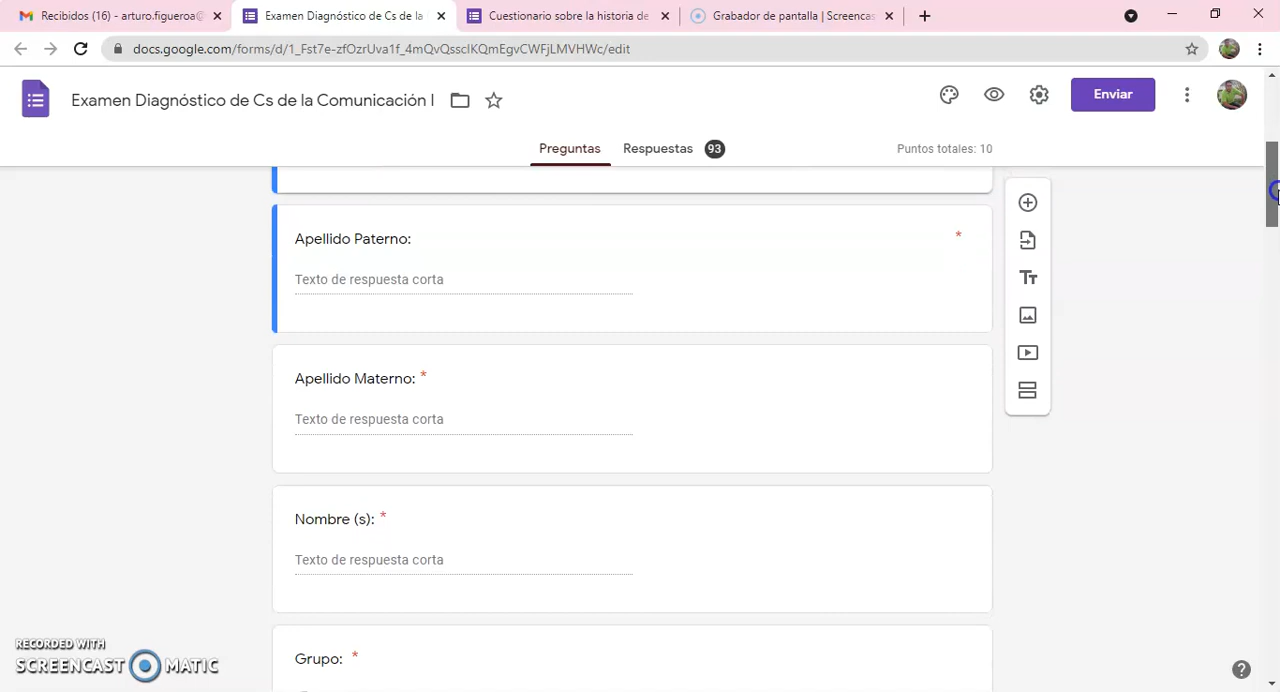 Recibidos (16) - arturo.figueroa@
Examen Diagnóstico de Cs de la
Cuestionario sobre la historia de
Grabador de pantalla | Screencas
docs.google.com/forms/d/1_Fst7e-zfOzrUva1f_4mQvQssclKQmEgvCWFjLMVHWc/edit
Examen Diagnóstico de Cs de la Comunicación I
Enviar
Preguntas
Respuestas 93
Puntos totales: 10
Apellido Paterno: *
Texto de respuesta corta
Apellido Materno: *
Texto de respuesta corta
Nombre (s): *
Texto de respuesta corta
Grupo: *
RECORDED WITH
SCREENCAST MATIC